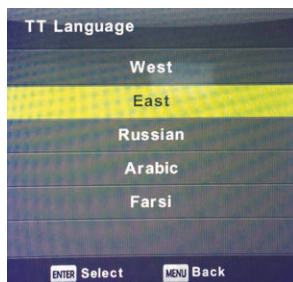 TT Language
West
East
Russian
Arabic
Farsi
ENTER Select MENU Back